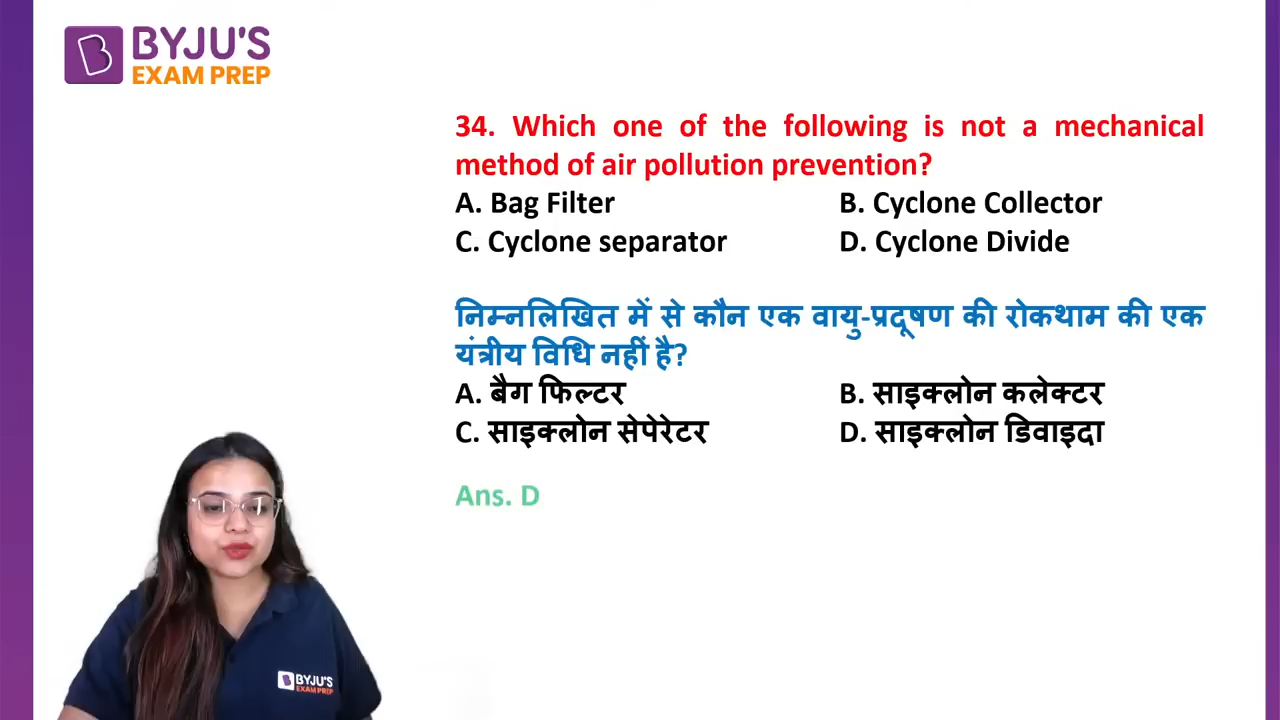 BYJU'S
EXAM PREP
34. Which one of the following is not a mechanical
method of air pollution prevention?
A. Bag Filter B. Cyclone Collector
C. Cyclone separator D. Cyclone Divide
निम्नलिखित में से कौन एक वायु-प्रदूषण की रोकथाम की एक
यंत्रीय विधि नहीं है?
A. बैग फिल्टर B. साइक्लोन कलेक्टर
C. साइक्लोन सेपेरेटर D. साइक्लोन डिवाइदा
Ans. D
BYJU'S
EXAM PREP